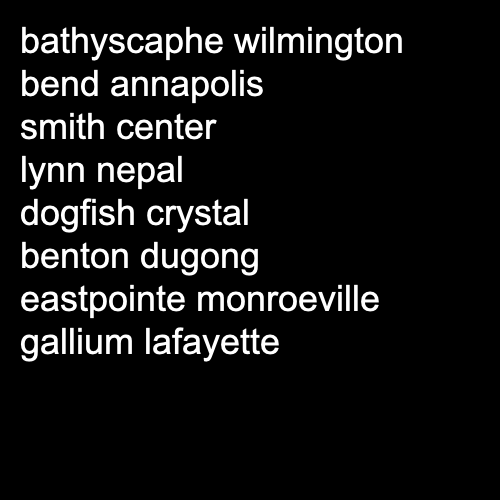 bathyscaphe wilmington
bend annapolis
smith center
lynn nepal
dogfish crystal
benton dugong
eastpointe monroeville
gallium lafayette